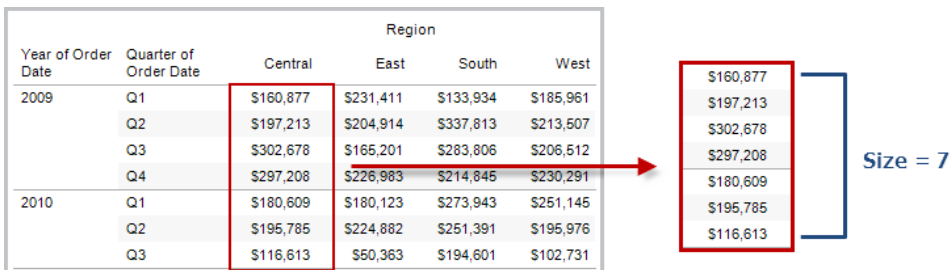 Region
Year of Order Date Quarter of Order Date Central East South West
2009 Q1 $160,877 $231,411 $133,934 $185,961
Q2 $197,213 $204,914 $337,813 $213,507
Q3 $302,678 $165,201 $283,806 $206,512
Q4 $297,208 $226,983 $214,845 $230,291
2010 Q1 $180,609 $180,123 $273,943 $251,145
Q2 $195,785 $224,882 $251,391 $195,976
Q3 $116,613 $50,363 $194,601 $102,731
$160,877
$197,213
$302,678
$297,208
$180,609
$195,785
$116,613
Size = 7